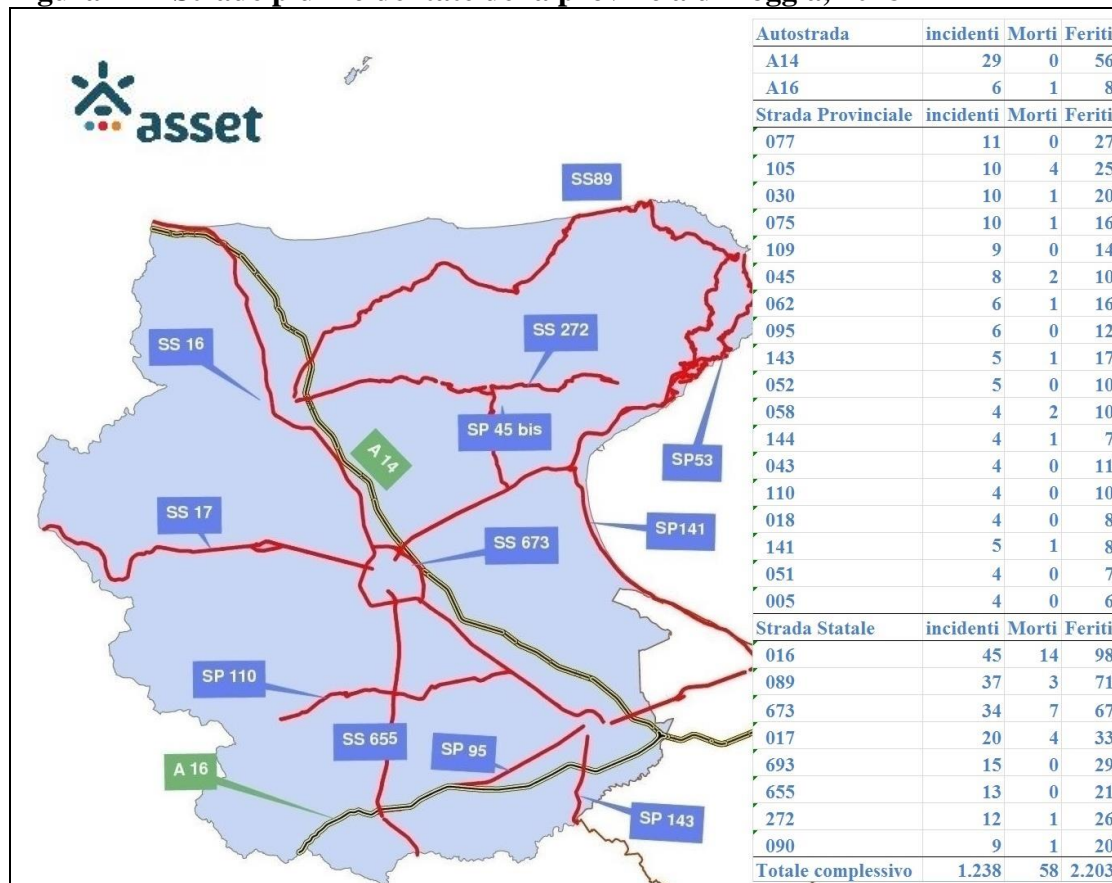 Strade più incidentate della provincia di Foggia,
asset
SS89
SS 16
SS 272
SP 45 bis
SP53
A 14
SS 17
SS 673
SP141
SP 110
SS 655
SP 95
A 16
SP 143
Autostrada incidenti Morti Feriti
A14 29 0 56
A16 6 1 8
Strada Provinciale incidenti Morti Feriti
077 11 0 27
105 10 4 25
030 10 1 20
075 10 1 16
109 9 0 14
045 8 2 10
062 6 1 16
095 6 0 12
143 5 1 17
052 5 0 10
058 4 2 10
144 4 1 7
043 4 0 11
110 4 0 10
018 4 0 8
141 5 1 8
051 4 0 7
005 4 0 6
Strada Statale incidenti Morti Feriti
016 45 14 98
089 37 3 71
673 34 7 67
017 20 4 33
693 15 0 29
655 13 0 21
272 12 1 26
090 9 1 20
Totale complessivo 1.238 58 2.203